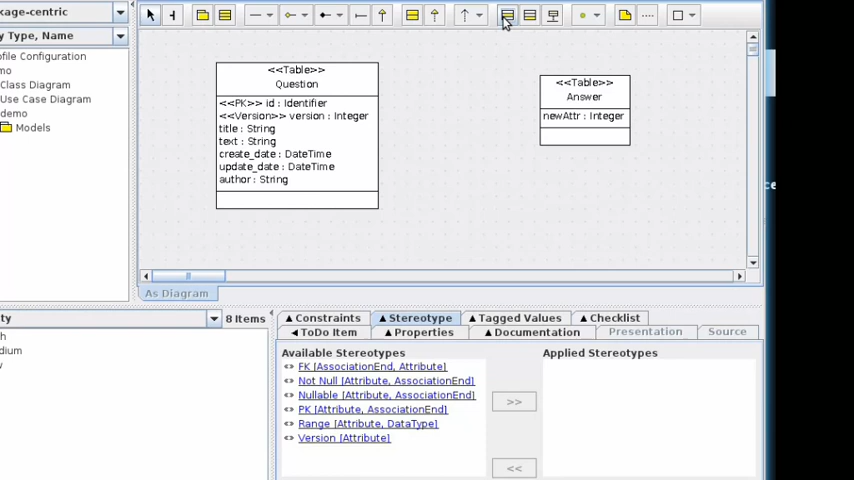 ckage-centric
y Type, Name
ofile Configuration
mo
Class Diagram
Use Case Diagram
demo
Models
<<Table>>
Question
<<PK>> id : Identifier
<<Version>> version : Integer
title : String
text : String
create_date : DateTime
update_date : DateTime
author : String
<<Table>>
Answer
newAttr : Integer
As Diagram
ty
8 Items
h
dium
w
Constraints
Stereotype
Tagged Values
Checklist
ToDo Item
Properties
Documentation
Presentation
Source
Available Stereotypes
Applied Stereotypes
FK [AssociationEnd, Attribute]
Not Null [Attribute, AssociationEnd]
Nullable [Attribute, AssociationEnd]
PK [Attribute, AssociationEnd]
Range [Attribute, DataType]
Version [Attribute]
>>
<<